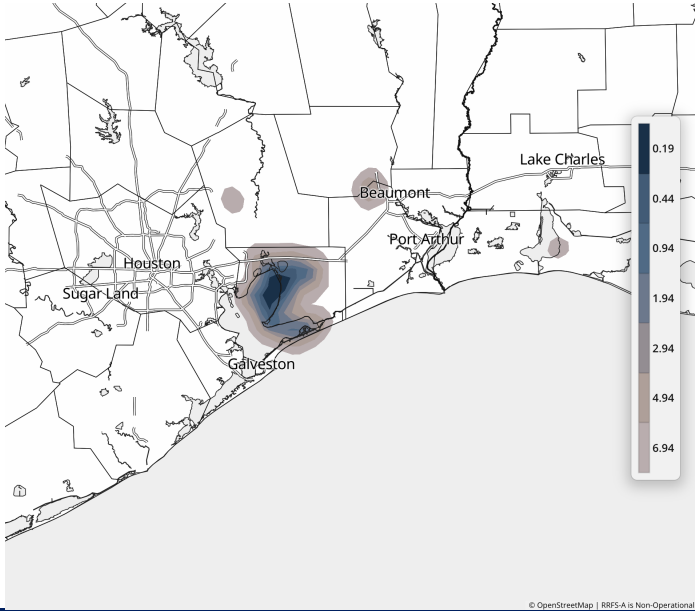 Lake Charles
Beaumont
Port Arthur
Houston
Sugar Land
Galveston
0.19
0.44
0.94
1.94
2.94
4.94
6.94
© OpenStreetMap | RRFS-A is Non-Operational